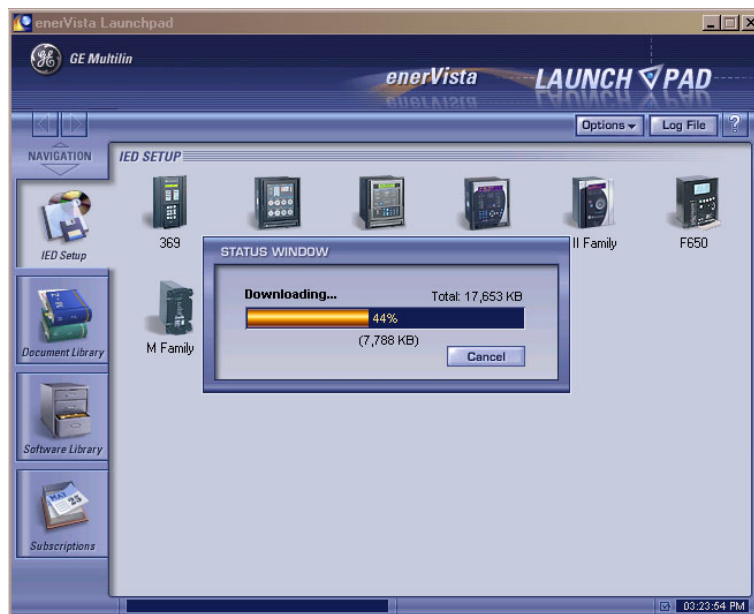 enerVista Launchpad
GE Multilin
enerVista LAUNCH PAD
Options
Log File
?
NAVIGATION
IED SETUP
IED Setup
369
II Family
F650
M Family
STATUS WINDOW
Downloading...
Total: 17,653 KB
44%
(7,788 KB)
Cancel
Document Library
Software Library
Subscriptions
MAY
25
03:23:54 PM